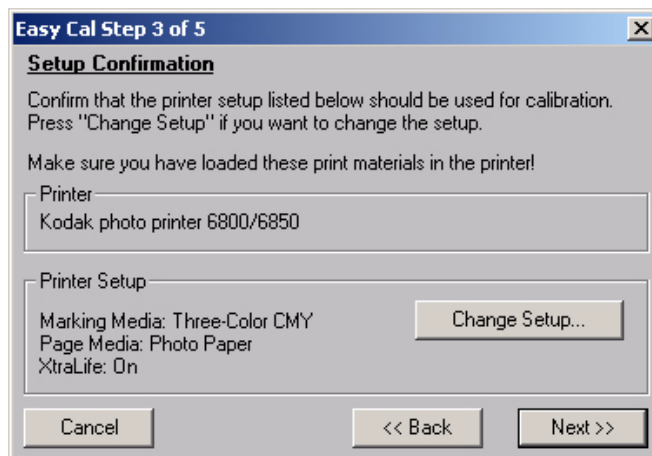 Easy Cal Step 3 of 5
Setup Confirmation
Confirm that the printer setup listed below should be used for calibration.
Press "Change Setup" if you want to change the setup.
Make sure you have loaded these print materials in the printer!
Printer
Kodak photo printer 6800/6850
Printer Setup
Marking Media: Three-Color CMY
Page Media: Photo Paper
XtraLife: On
Change Setup...
Cancel
<< Back
Next >>